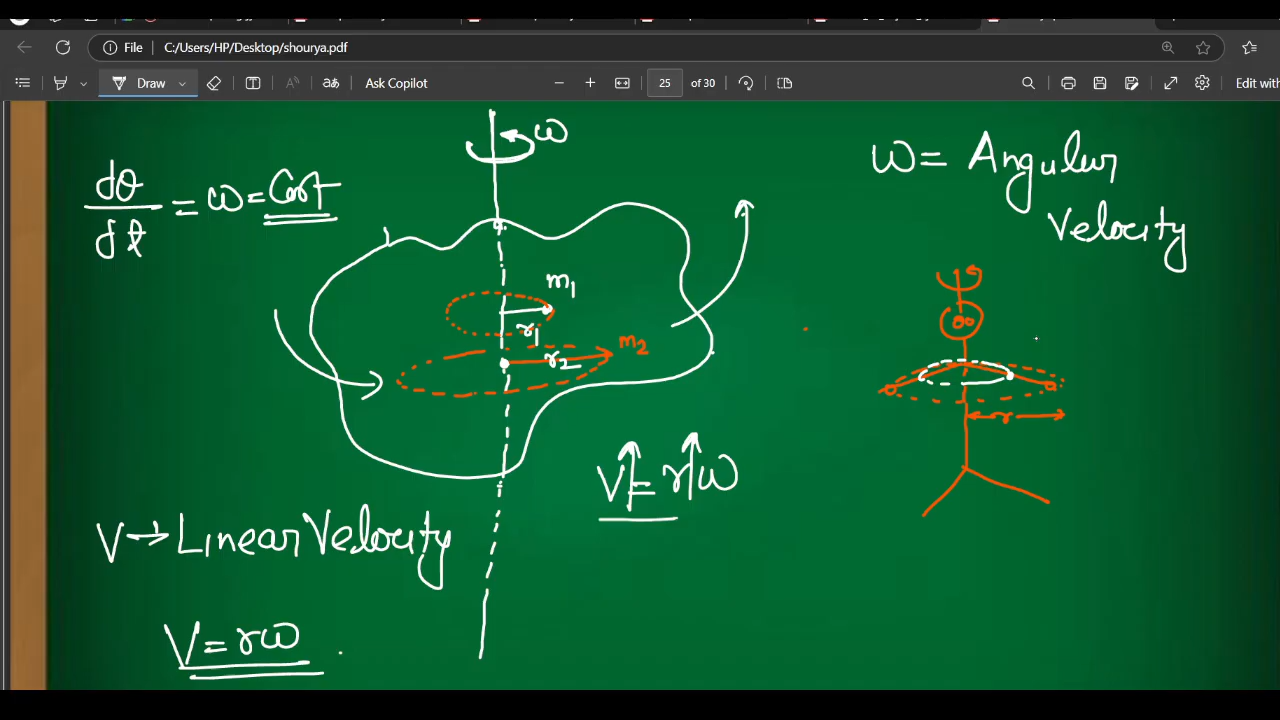 File C:/Users/HP/Desktop/shourya.pdf
Draw Ask Copilot 25 of 30 Edit with
ω
dθ/dt = ω = Cost
ω = Angular
Velocity
m₁
r₁
m₂
r₂
r
V = rω
V → Linear Velocity
V = rω